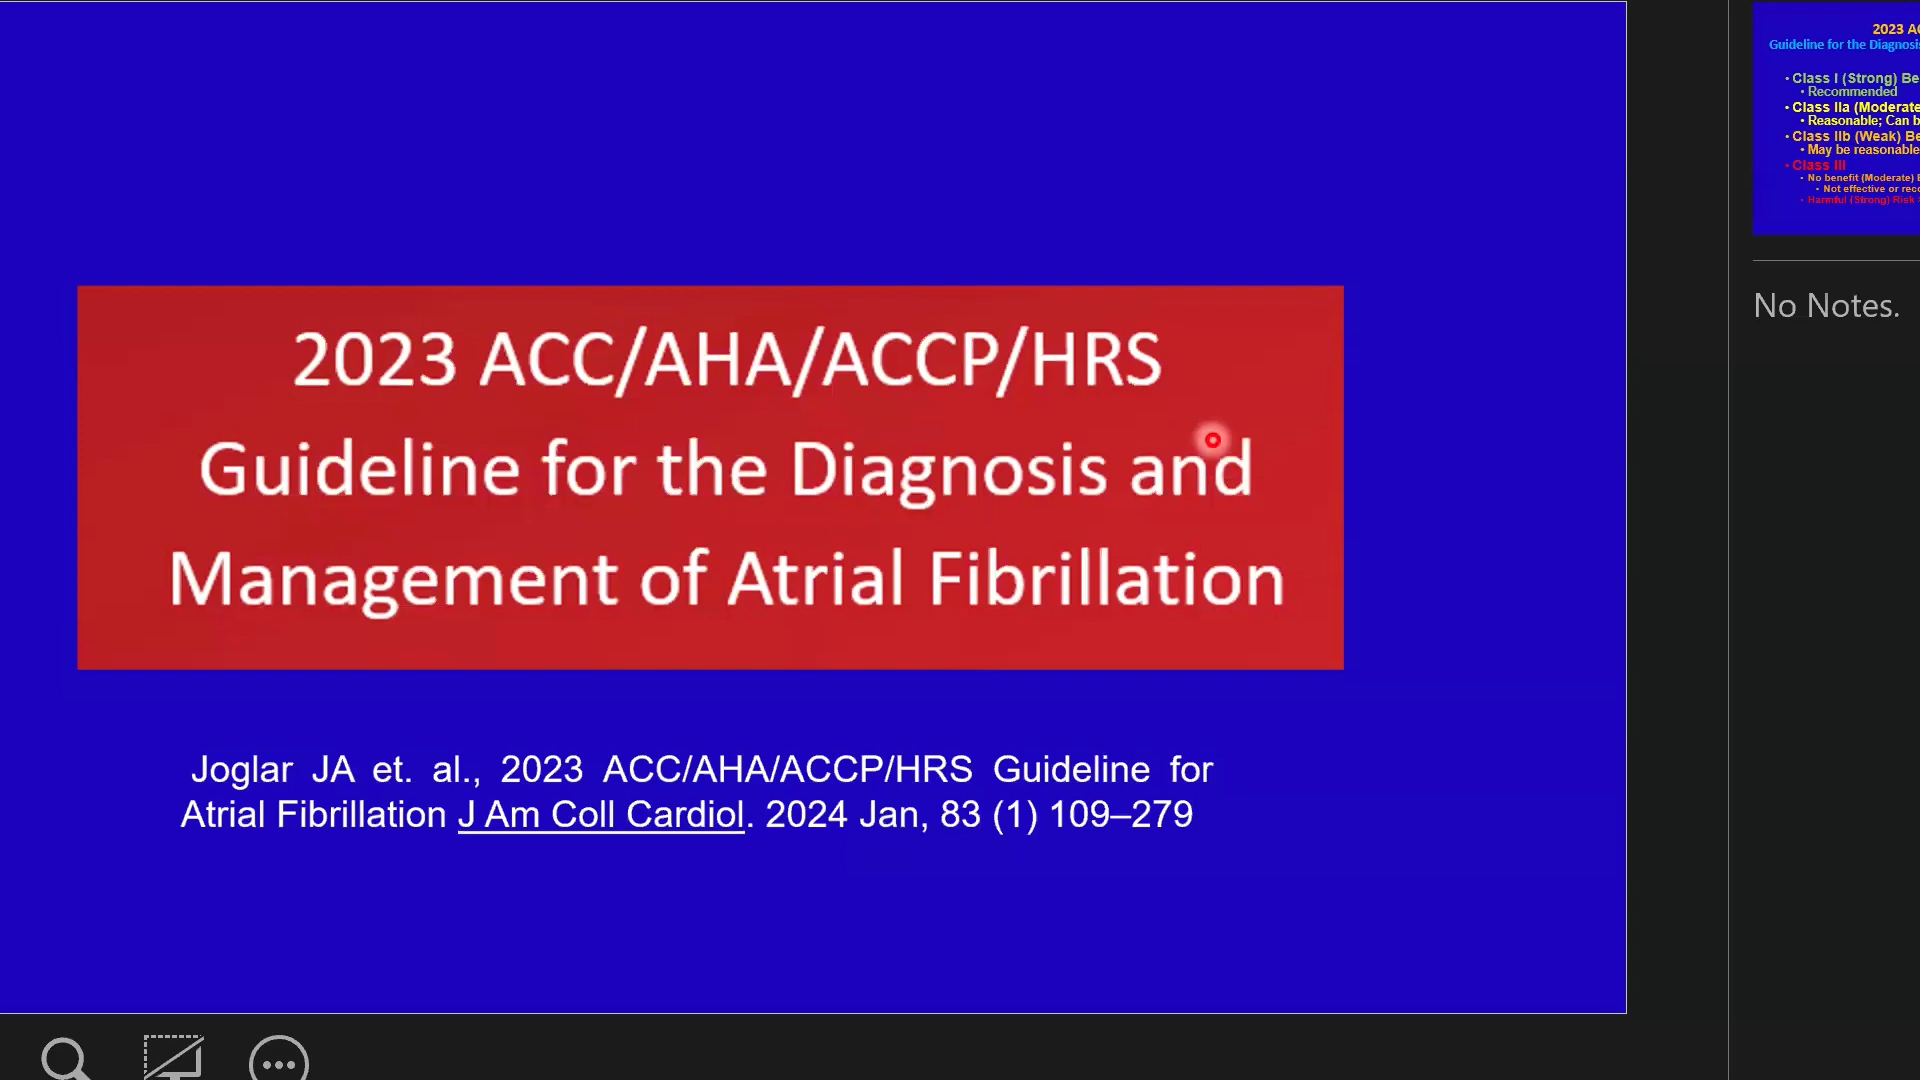 2023 ACC/AHA/ACCP/HRS
Guideline for the Diagnosis and
Management of Atrial Fibrillation
Joglar JA et. al., 2023 ACC/AHA/ACCP/HRS Guideline for
Atrial Fibrillation J Am Coll Cardiol. 2024 Jan, 83 (1) 109–279
2023 AC
Guideline for the Diagnosis
• Class I (Strong) Be
• Recommended
• Class IIa (Moderate
• Reasonable; Can b
• Class IIb (Weak) Be
• May be reasonable
• Class III
• No benefit (Moderate)
• Not effective or reco
• Harmful (Strong) Risk
No Notes.